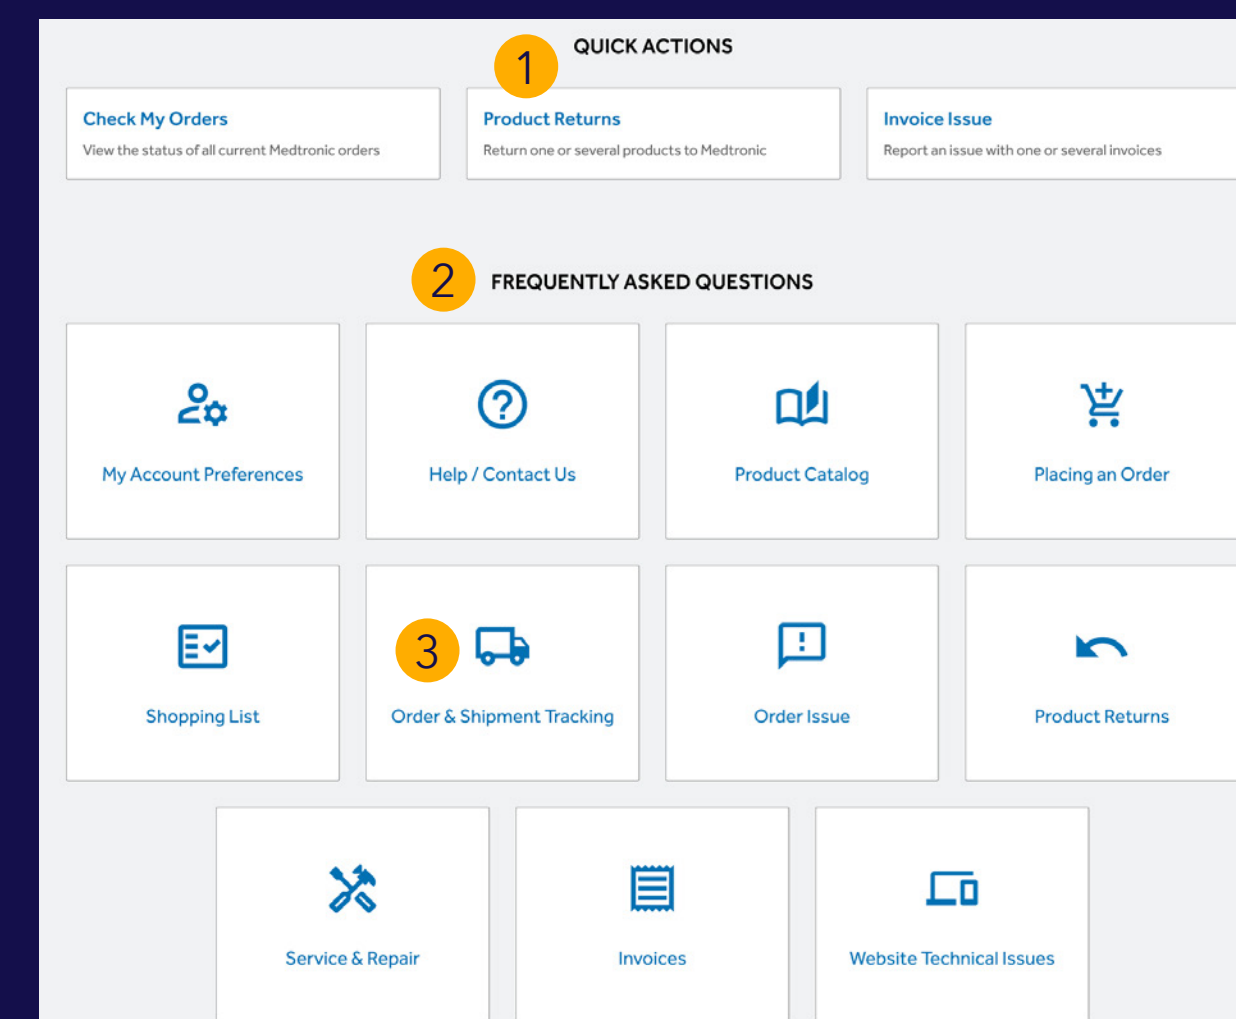 1
QUICK ACTIONS
Check My Orders
View the status of all current Medtronic orders
Product Returns
Return one or several products to Medtronic
Invoice Issue
Report an issue with one or several invoices
2
FREQUENTLY ASKED QUESTIONS
My Account Preferences
Help / Contact Us
Product Catalog
Placing an Order
3
Shopping List
Order & Shipment Tracking
Order Issue
Product Returns
Service & Repair
Invoices
Website Technical Issues